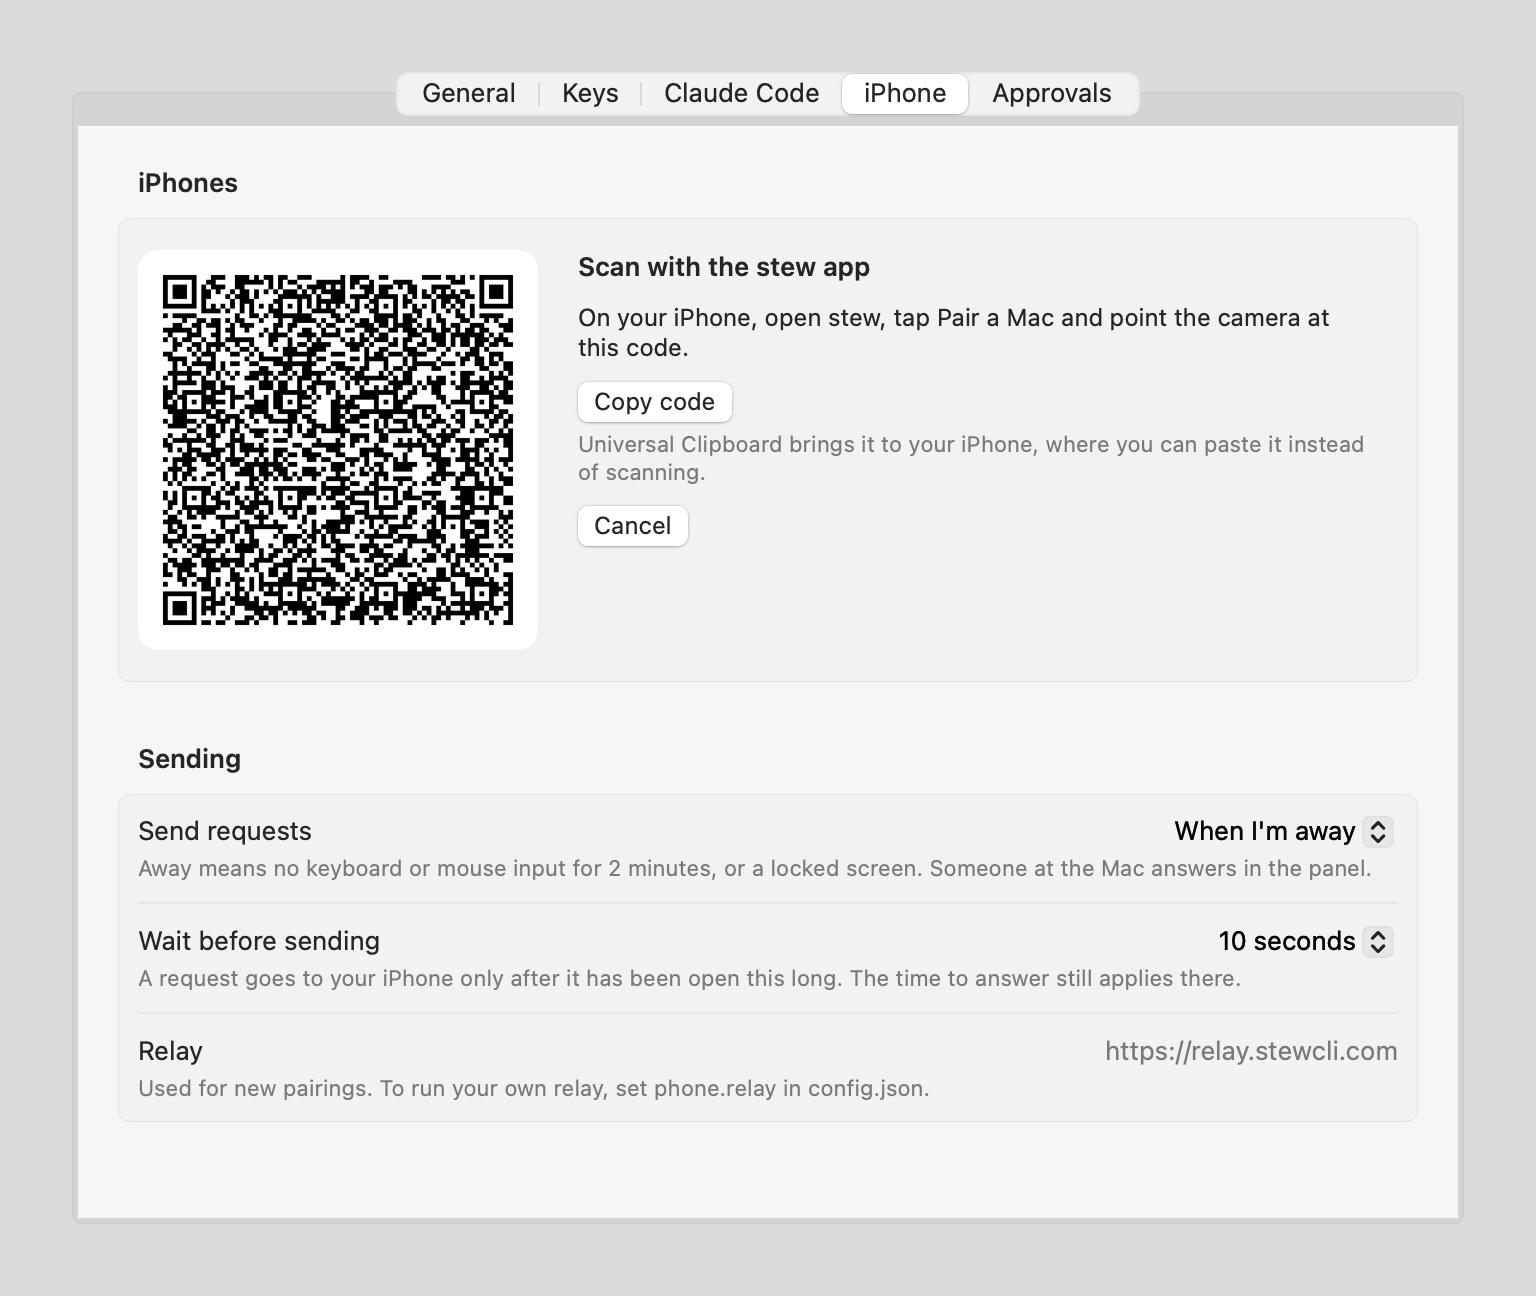 General
Keys
Claude Code
iPhone
Approvals
iPhones
Scan with the stew app
On your iPhone, open stew, tap Pair a Mac and point the camera at
this code.
Copy code
Universal Clipboard brings it to your iPhone, where you can paste it instead
of scanning.
Cancel
Sending
Send requests
When I'm away
Away means no keyboard or mouse input for 2 minutes, or a locked screen. Someone at the Mac answers in the panel.
Wait before sending
10 seconds
A request goes to your iPhone only after it has been open this long. The time to answer still applies there.
Relay
https://relay.stewcli.com
Used for new pairings. To run your own relay, set phone.relay in config.json.